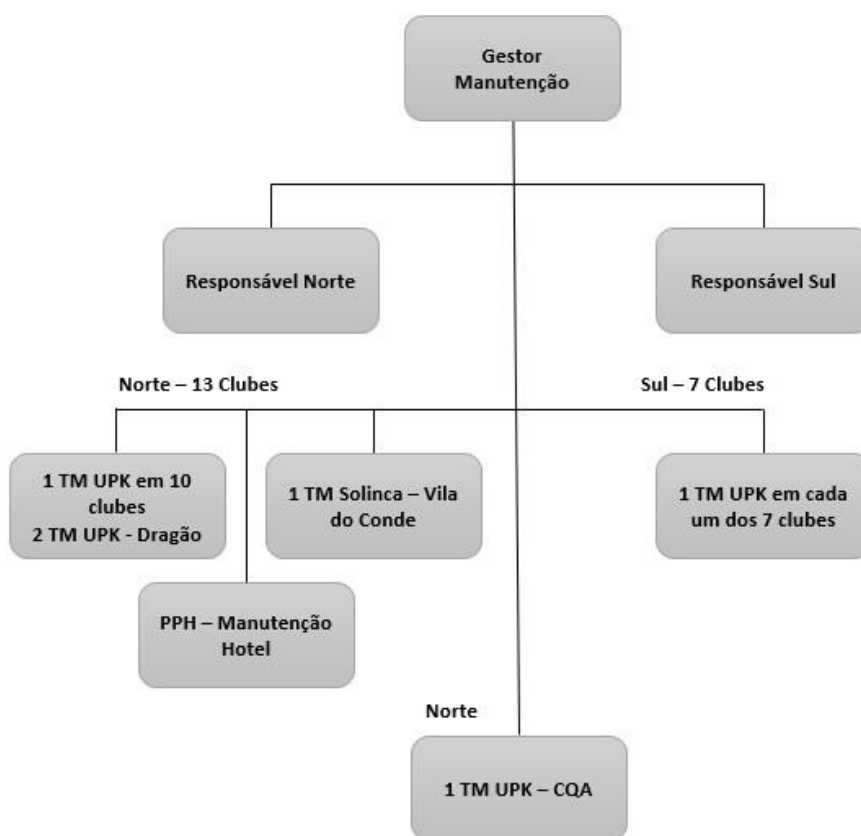 Gestor
Manutenção
Responsável Norte
Responsável Sul
Norte – 13 Clubes
Sul – 7 Clubes
1 TM UPK em 10
clubes
2 TM UPK - Dragão
1 TM Solinca – Vila
do Conde
1 TM UPK em cada
um dos 7 clubes
PPH – Manutenção
Hotel
Norte
1 TM UPK – CQA